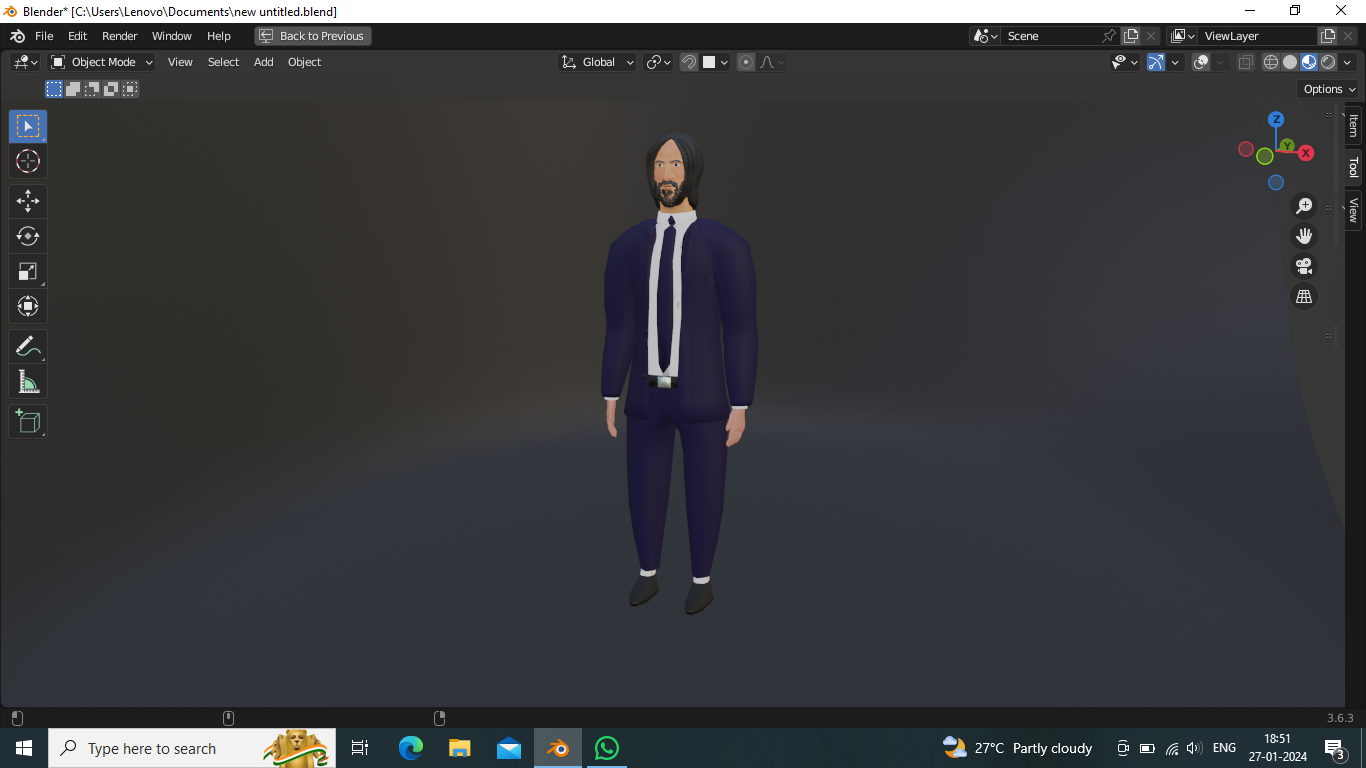 Blender* [C:\Users\Lenovo\Documents\new untitled.blend]
File Edit Render Window Help Back to Previous Scene ViewLayer
Object Mode View Select Add Object Global
Options
Z
Y
X
Item
Tool
View
3.6.3
Type here to search
27°C Partly cloudy
ENG
18:51
27-01-2024
3